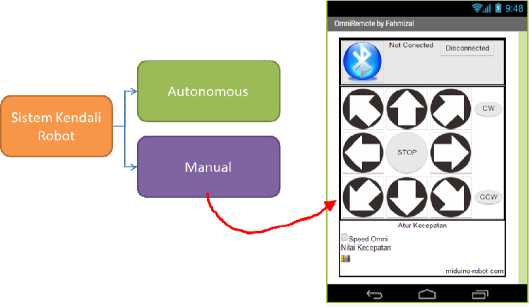 9:48
OmniRemote by Fahmizal
Not Conected
Disconnected
Sistem Kendali
Robot
Autonomous
Manual
CW
STOP
CCW
Atur Kecepatan
Speed Omni
Nilai Kecepatan
miduino-robot.com